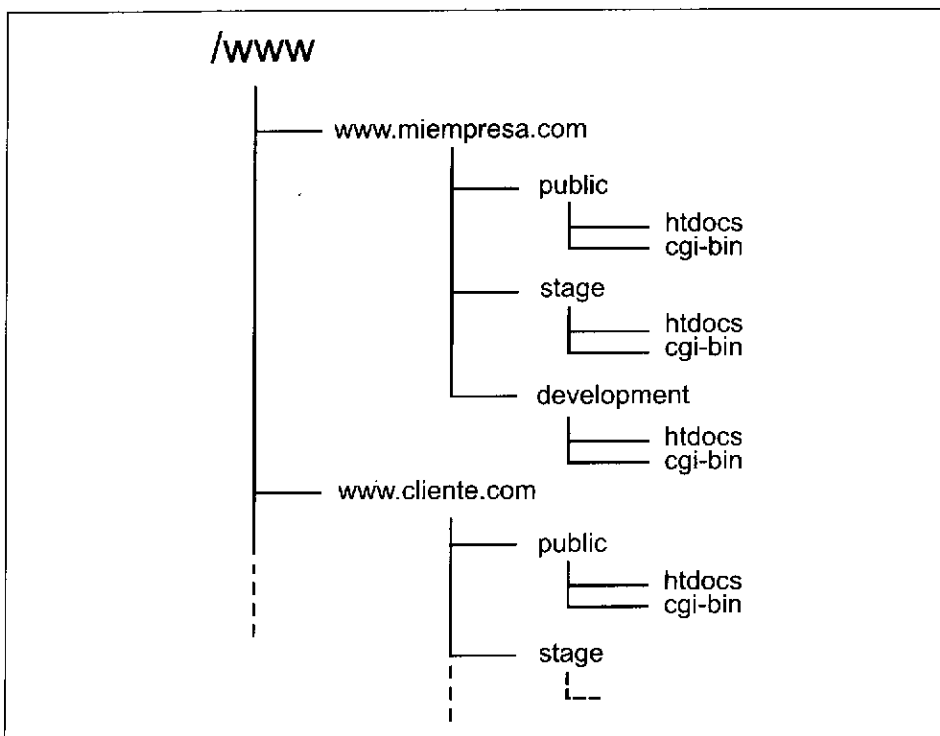 /www
www.miempresa.com
public
htdocs
cgi-bin
stage
htdocs
cgi-bin
development
htdocs
cgi-bin
www.cliente.com
public
htdocs
cgi-bin
stage